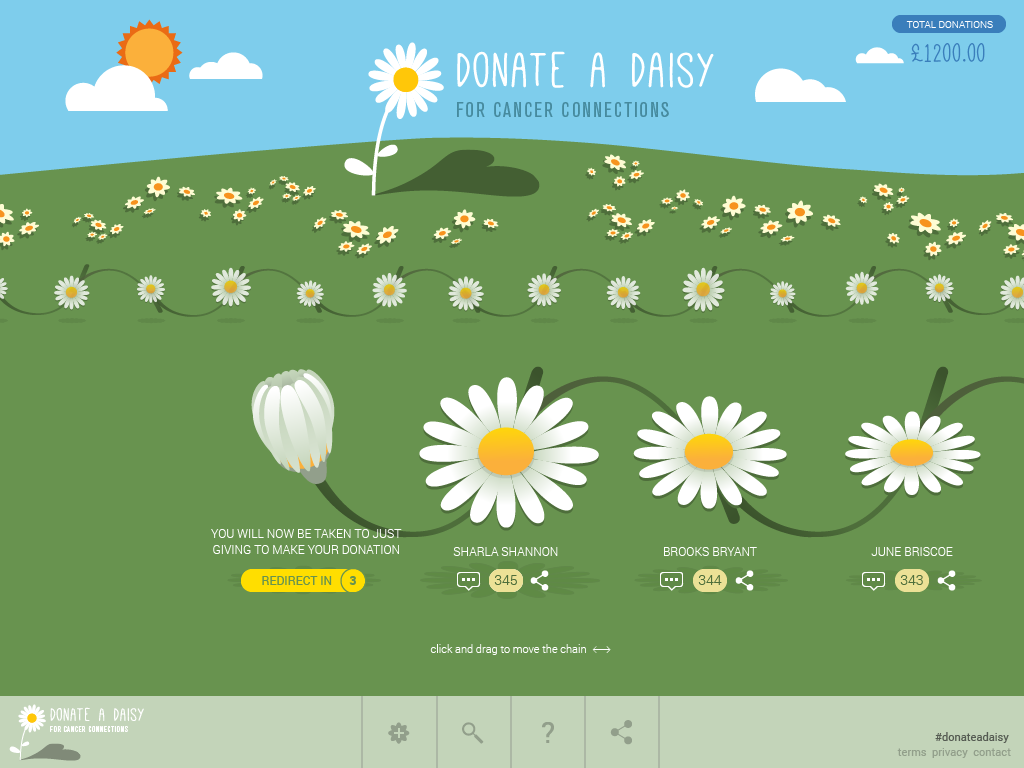 TOTAL DONATIONS
£1200.00
DONATE A DAISY
FOR CANCER CONNECTIONS
YOU WILL NOW BE TAKEN TO JUST
GIVING TO MAKE YOUR DONATION
REDIRECT IN 3
SHARLA SHANNON
345
BROOKS BRYANT
344
JUNE BRISCOE
343
click and drag to move the chain
DONATE A DAISY
FOR CANCER CONNECTIONS
?
#donateadaisy
terms privacy contact